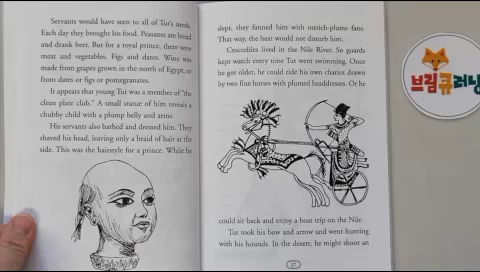 Servants would have seen to all of Tut's needs.
Each day they brought his food. Peasants ate bread
and drank beer. But for a royal prince, there were
meat and vegetables. Figs and dates. Wine was
made from grapes grown in the north of Egypt, or
from dates or figs or pomegranates.
It appears that young Tut was a member of "the
clean plate club." A small statue of him reveals a
chubby child with a plump belly and arms.
His servants also bathed and dressed him. They
shaved his head, leaving only a braid of hair at the
side. This was the hairstyle for a prince. While he
slept, they fanned him with ostrich-plume fans.
That way, the heat would not disturb him.
Crocodiles lived in the Nile River. So guards
kept watch every time Tut went swimming. Once
he got older, he could ride his own chariot drawn
by two fine horses with plumed headdresses. Or he
could sit back and enjoy a boat trip on the Nile.
Tut took his bow and arrow and went hunting
with his hounds. In the desert, he might shoot an
브림큐러닝